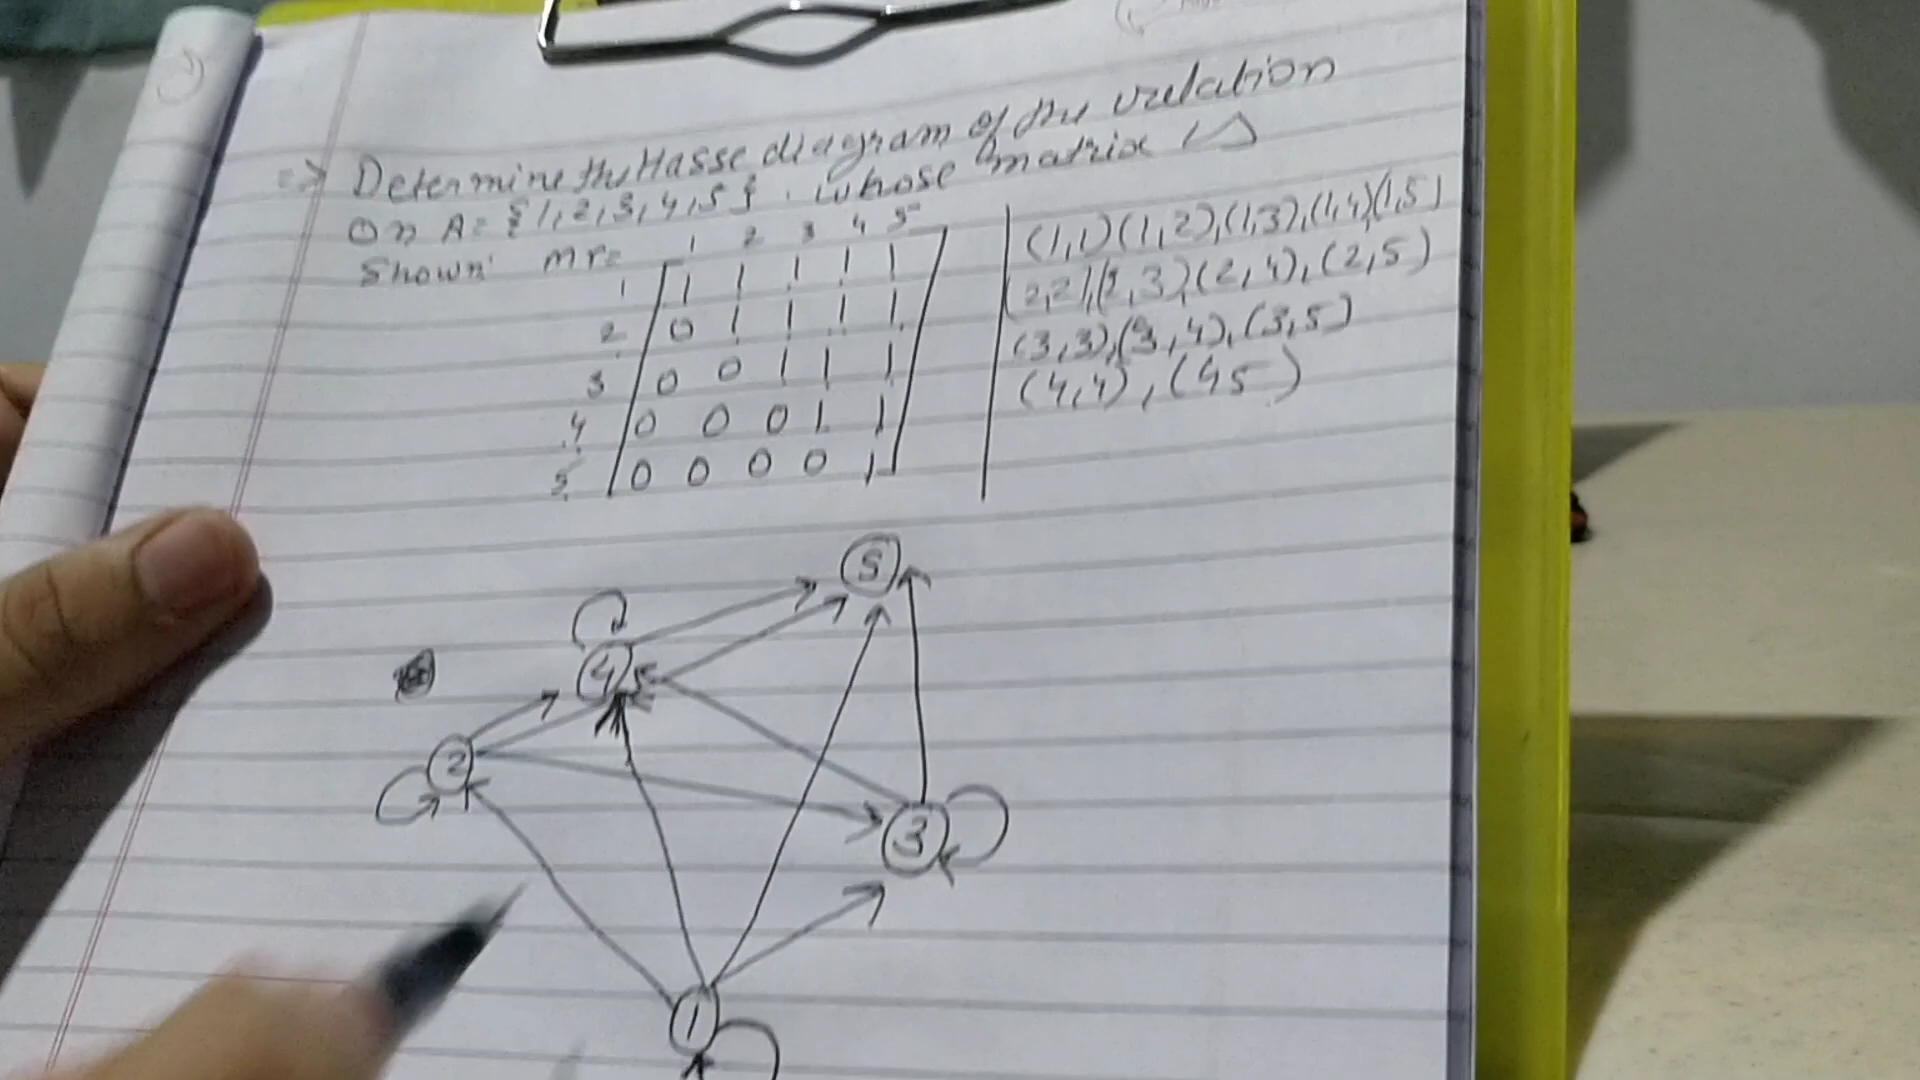 => Determine the Hasse diagram of the relation
on A = {1,2,3,4,5}. whose matrix is
Shown: mr=
1 2 3 4 5
1 1 1 1 1 1
2 0 1 1 1 1
3 0 0 1 1 1
4 0 0 0 1 1
5 0 0 0 0 1
(1,1)(1,2),(1,3),(1,4)(1,5)
(2,2),(2,3),(2,4),(2,5)
(3,3),(3,4),(3,5)
(4,4),(45)
5
4
2
3
1